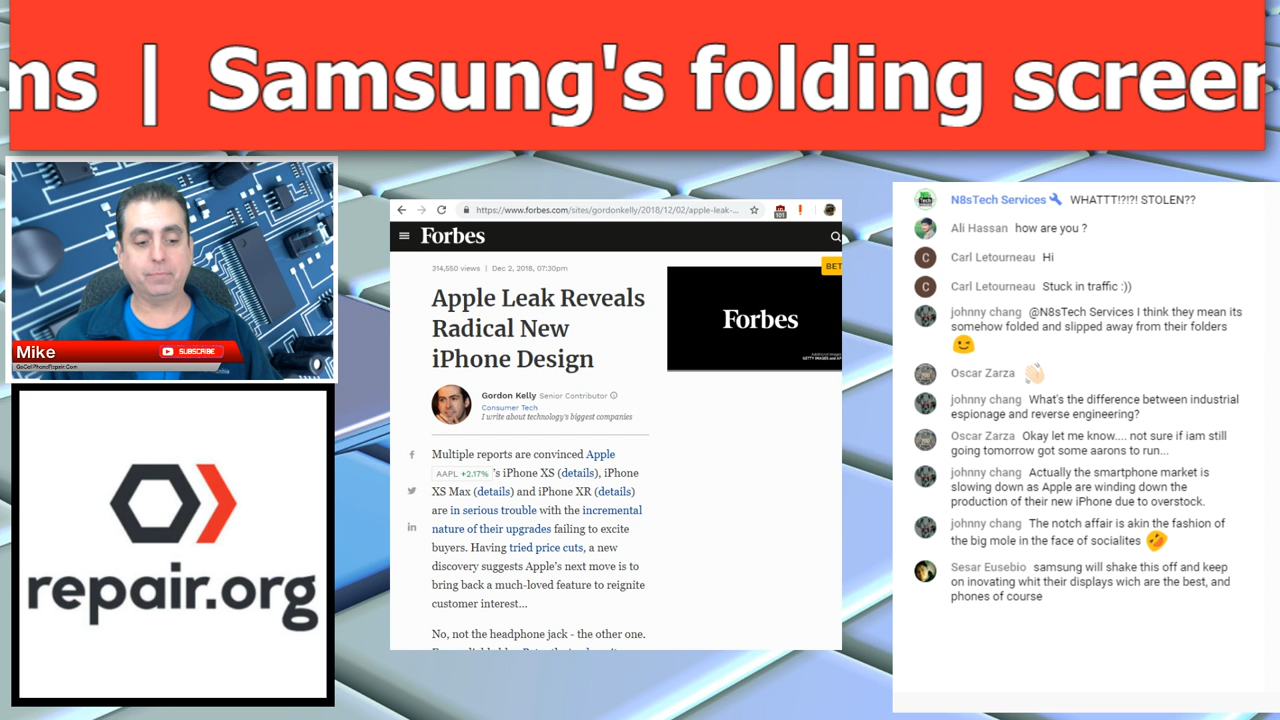 ms | Samsung's folding screen
Mike
SUBSCRIBE
GoCellPhoneRepair.Com
repair.org
https://www.forbes.com/sites/gordonkelly/2018/12/02/apple-leak-...
101
Forbes
314,550 views | Dec 2, 2018, 07:30pm
BET
Apple Leak Reveals
Radical New
iPhone Design
Forbes
Gordon Kelly Senior Contributor
Consumer Tech
I write about technology's biggest companies
Multiple reports are convinced Apple
AAPL +2.17% 's iPhone XS (details), iPhone
XS Max (details) and iPhone XR (details)
are in serious trouble with the incremental
nature of their upgrades failing to excite
buyers. Having tried price cuts, a new
discovery suggests Apple's next move is to
bring back a much-loved feature to reignite
customer interest...
No, not the headphone jack - the other one.
N8sTech Services WHATTT!?!?! STOLEN??
Ali Hassan how are you ?
Carl Letourneau Hi
Carl Letourneau Stuck in traffic :))
johnny chang @N8sTech Services I think they mean its
somehow folded and slipped away from their folders
Oscar Zarza
johnny chang What's the difference between industrial
espionage and reverse engineering?
Oscar Zarza Okay let me know.... not sure if iam still
going tomorrow got some aarons to run...
johnny chang Actually the smartphone market is
slowing down as Apple are winding down the
production of their new iPhone due to overstock.
johnny chang The notch affair is akin the fashion of
the big mole in the face of socialites
Sesar Eusebio samsung will shake this off and keep
on inovating whit their displays wich are the best, and
phones of course